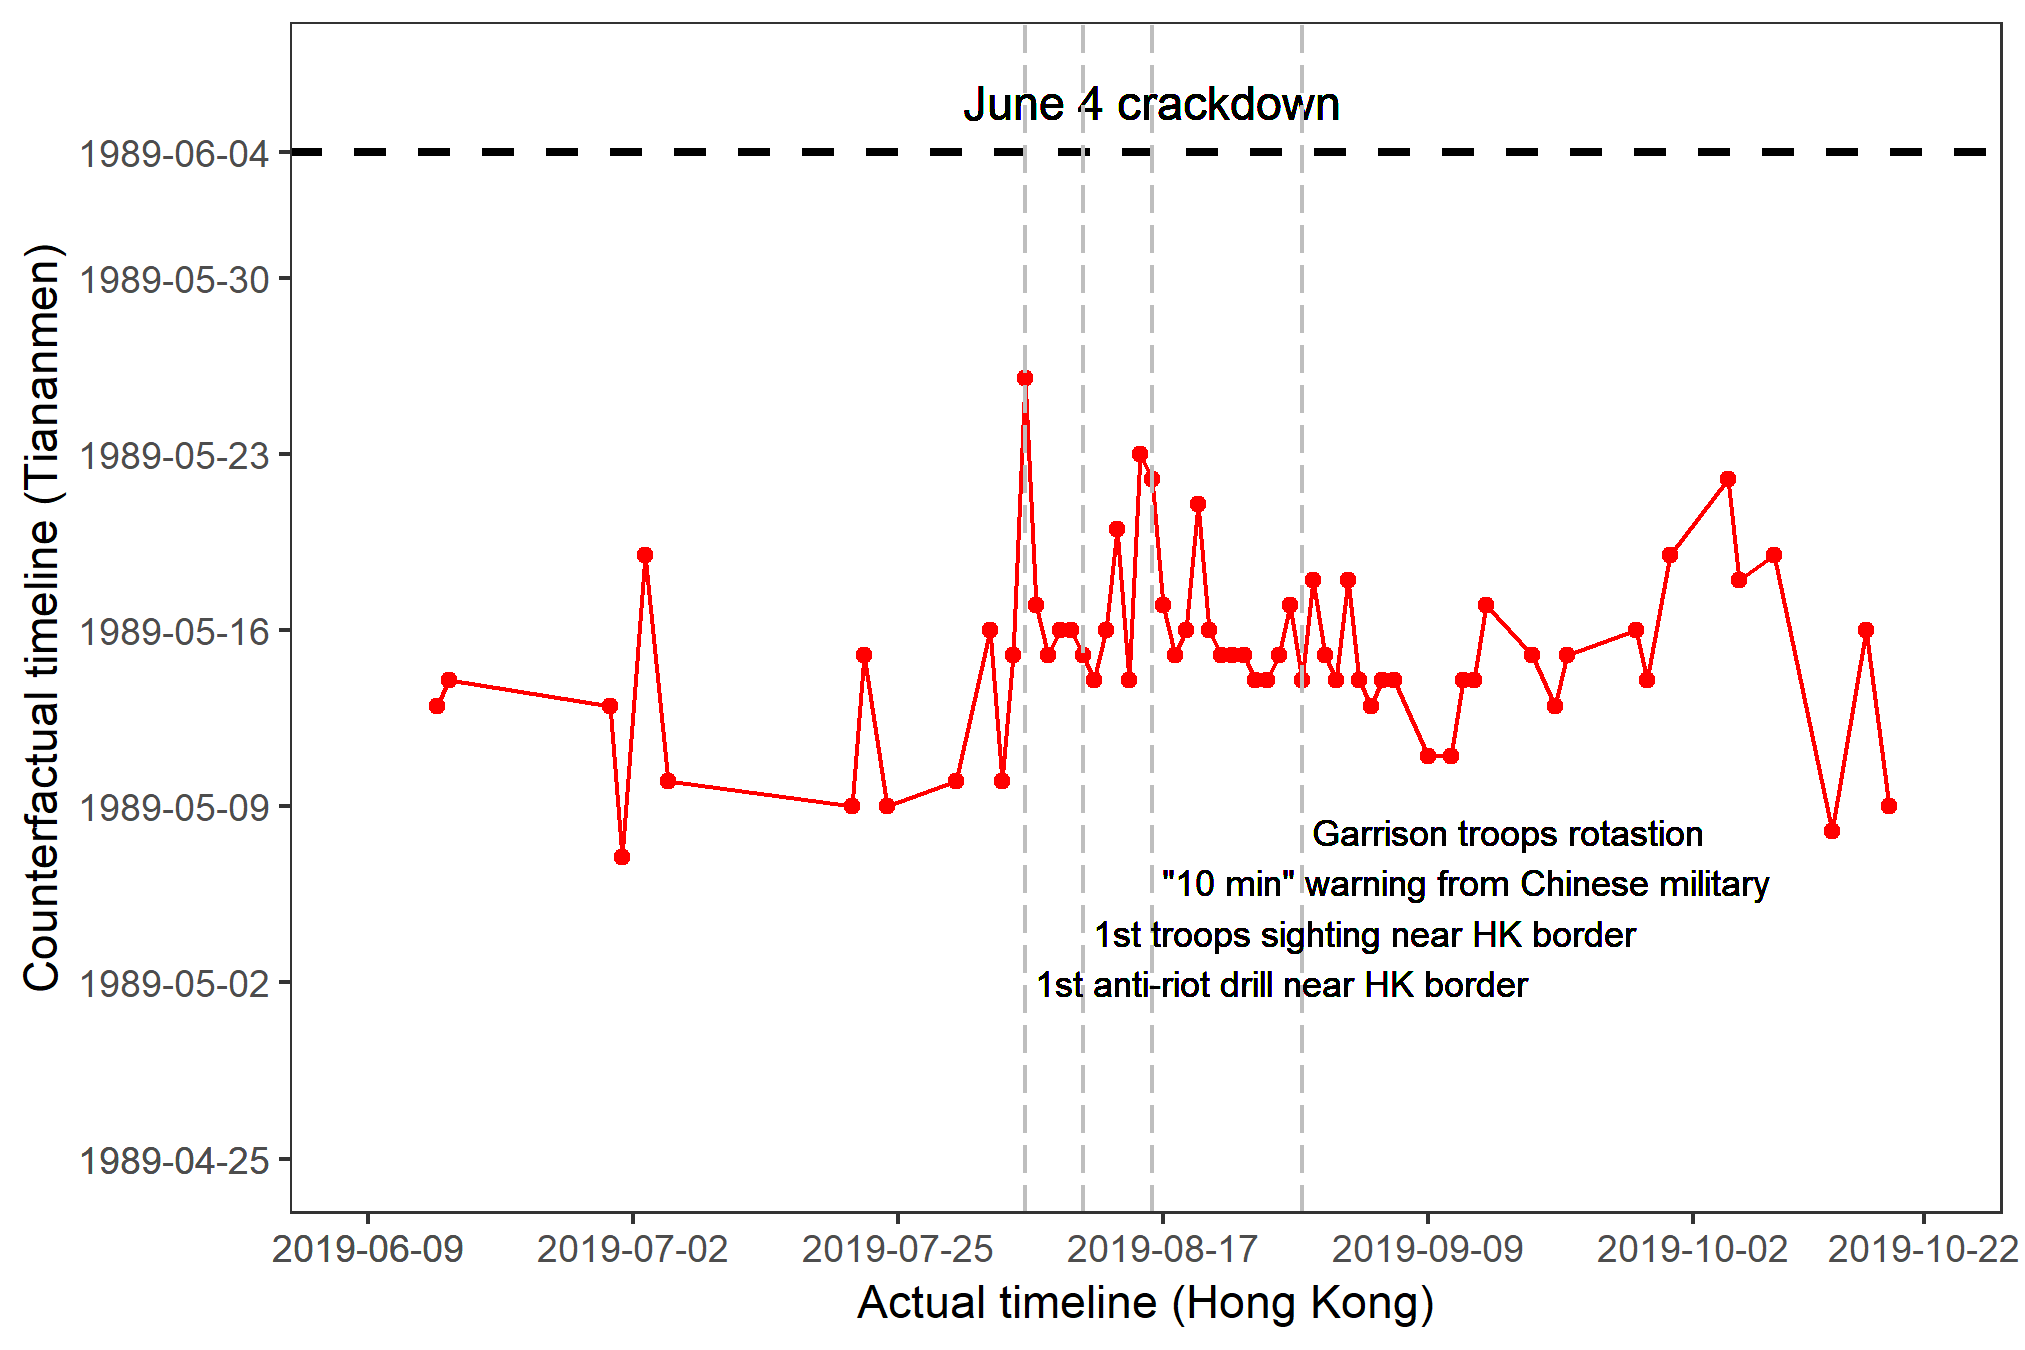 June 4 crackdown
1989-06-04
1989-05-30
1989-05-23
1989-05-16
1989-05-09
1989-05-02
1989-04-25
Counterfactual timeline (Tiananmen)
Garrison troops rotastion
"10 min" warning from Chinese military
1st troops sighting near HK border
1st anti-riot drill near HK border
2019-06-09 2019-07-02 2019-07-25 2019-08-17 2019-09-09 2019-10-02 2019-10-22
Actual timeline (Hong Kong)